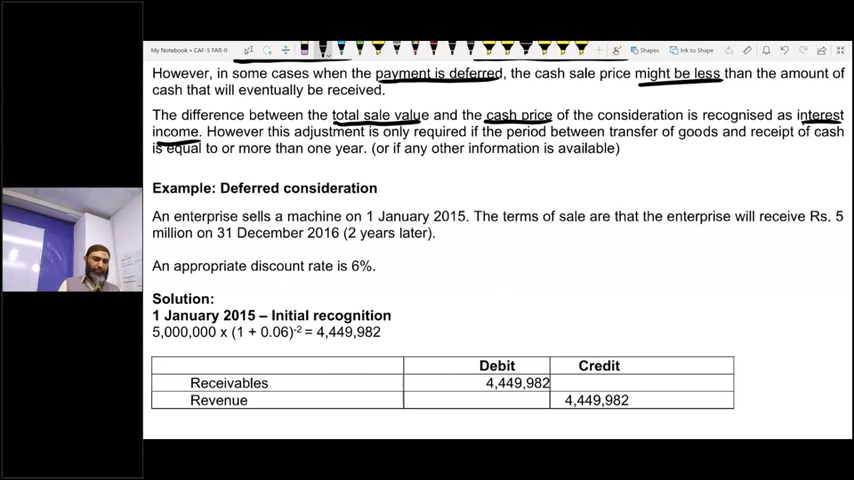 My Notebook » CAF-5 FAR-II
Shapes
Ink to Shape
However, in some cases when the payment is deferred, the cash sale price might be less than the amount of
cash that will eventually be received.
The difference between the total sale value and the cash price of the consideration is recognised as interest
income. However this adjustment is only required if the period between transfer of goods and receipt of cash
is equal to or more than one year. (or if any other information is available)
Example: Deferred consideration
An enterprise sells a machine on 1 January 2015. The terms of sale are that the enterprise will receive Rs. 5
million on 31 December 2016 (2 years later).
An appropriate discount rate is 6%.
Solution:
1 January 2015 – Initial recognition
5,000,000 x (1 + 0.06)⁻² = 4,449,982
Debit Credit
Receivables 4,449,982
Revenue 4,449,982